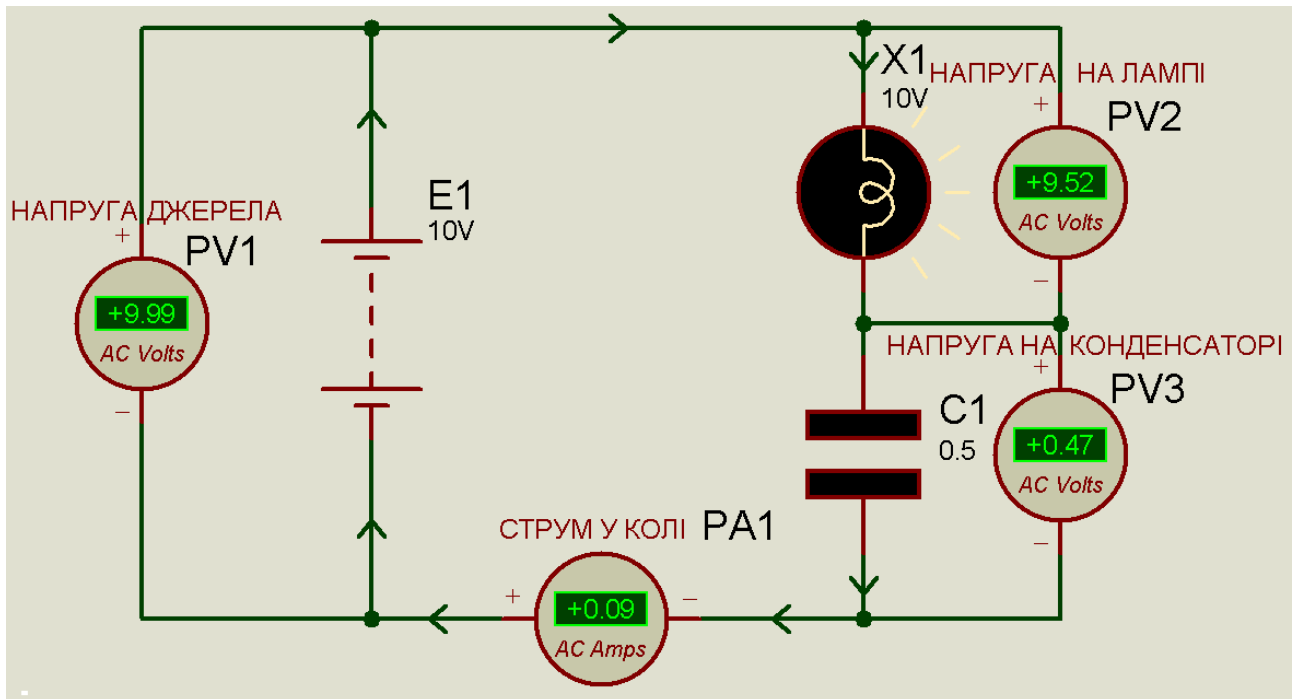 X1
10V
НАПРУГА НА ЛАМПІ
+
PV2
+9.52
AC Volts
−
НАПРУГА ДЖЕРЕЛА
+
PV1
+9.99
AC Volts
−
E1
10V
НАПРУГА НА КОНДЕНСАТОРІ
+
PV3
+0.47
AC Volts
−
C1
0.5
СТРУМ У КОЛІ PA1
+ −
+0.09
AC Amps